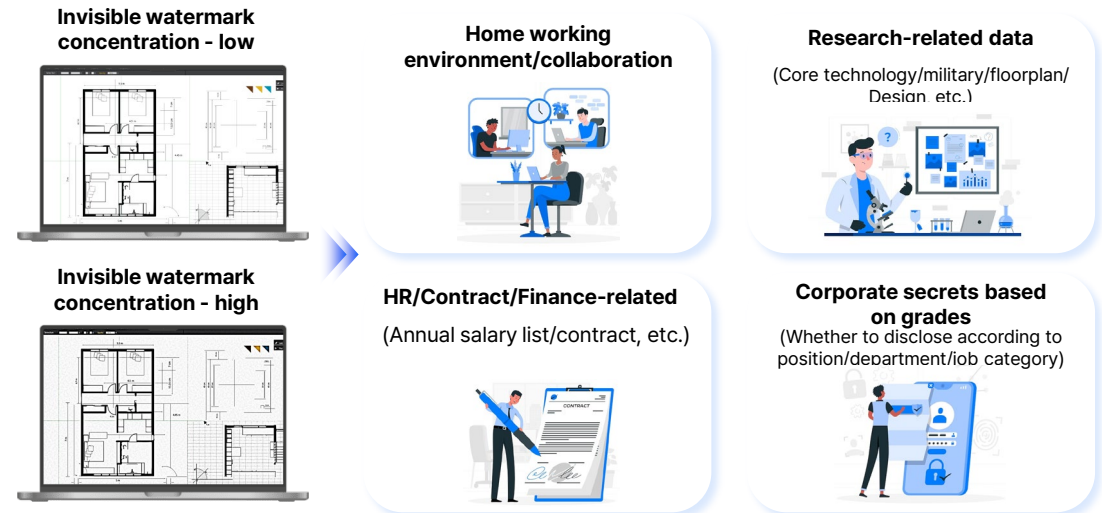 Invisible watermark
concentration - low
Invisible watermark
concentration - high
Home working
environment/collaboration
Research-related data
(Core technology/military/floorplan/
Design, etc.)
?
HR/Contract/Finance-related
(Annual salary list/contract, etc.)
CONTRACT
Corporate secrets based
on grades
(Whether to disclose according to
position/department/job category)